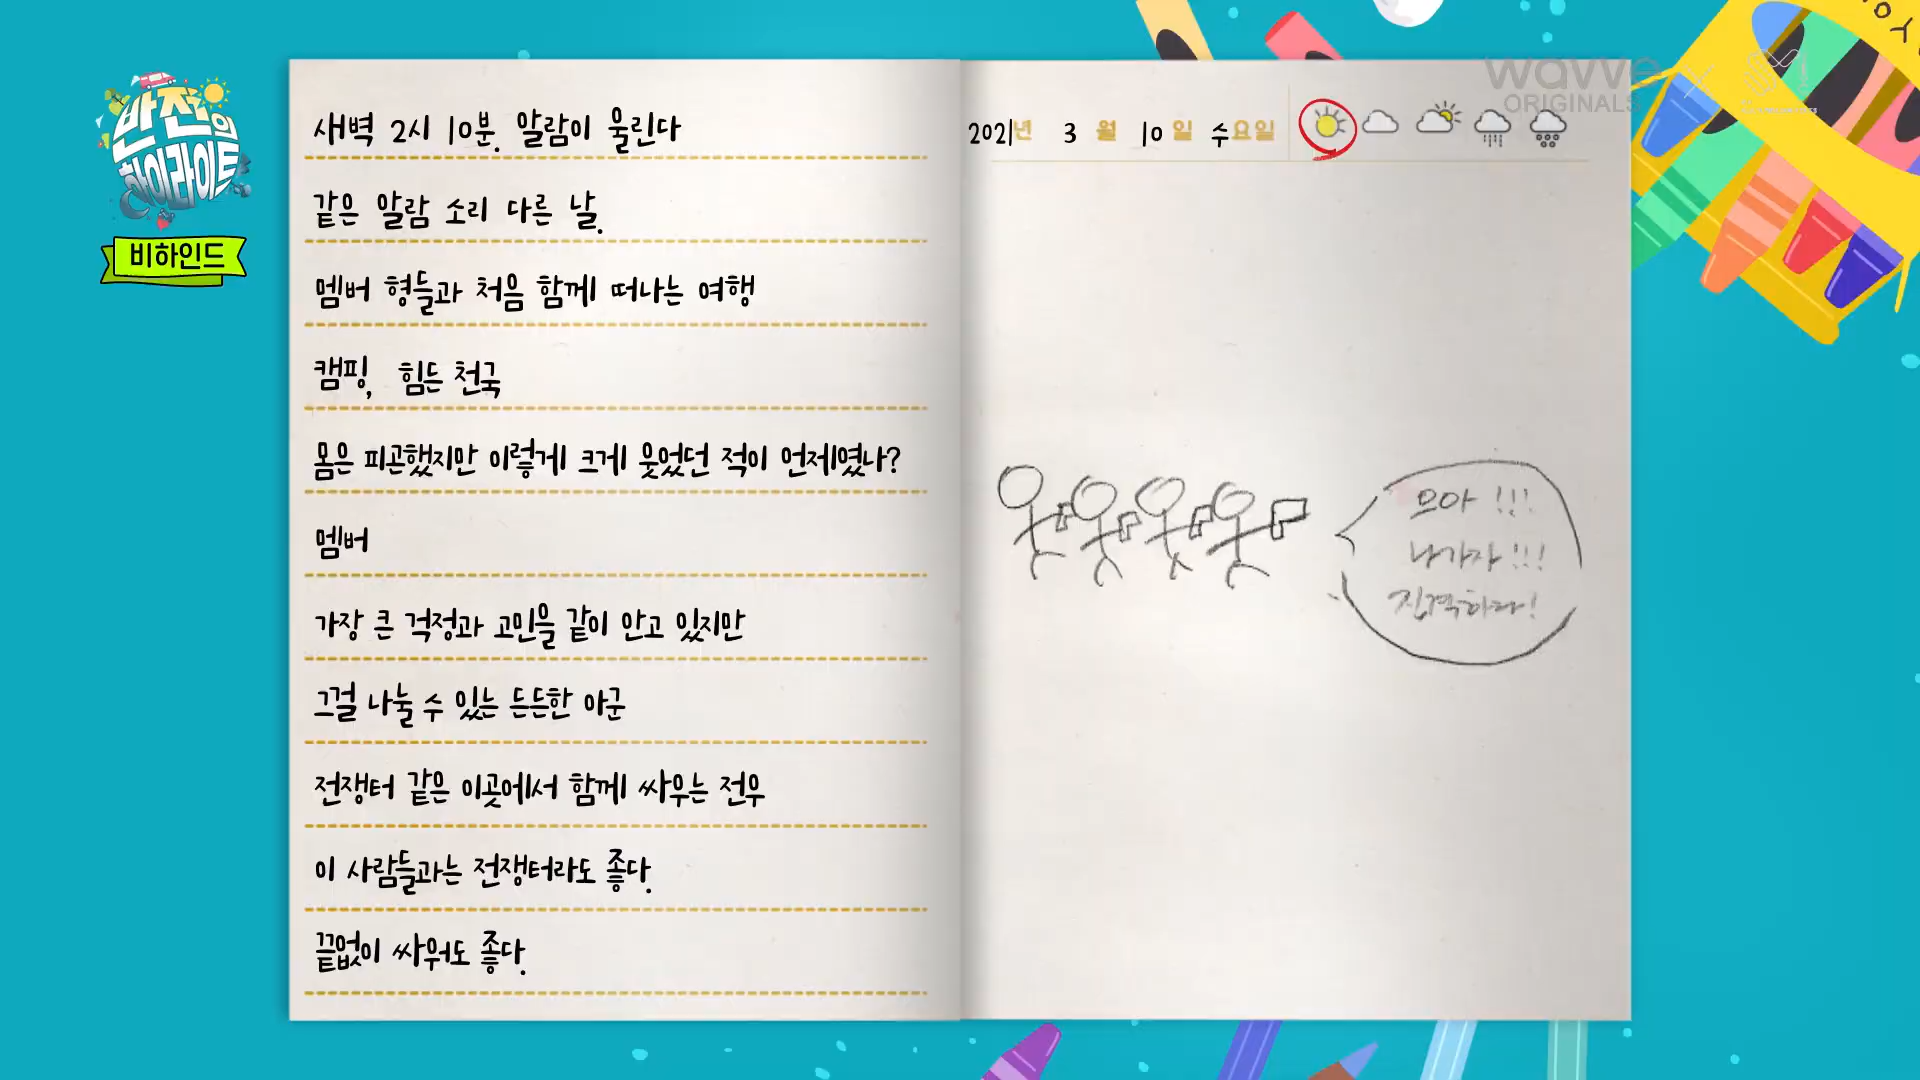 반전의
하이라이트
비하인드
wavve
ORIGINALS
새벽 2시 10분. 알람이 울린다
같은 알람 소리 다른 날.
멤버 형들과 처음 함께 떠나는 여행
캠핑, 힘든 천국
몸은 피곤했지만 이렇게 크게 웃었던 적이 언제였나?
멤버
가장 큰 걱정과 고민을 같이 안고 있지만
그걸 나눌 수 있는 든든한 아군
전쟁터 같은 이곳에서 함께 싸우는 전우
이 사람들과는 전쟁터라도 좋다.
끝없이 싸워도 좋다.
2021년 3월 10일 수요일
으아!!!
나가자!!!
진격하라!